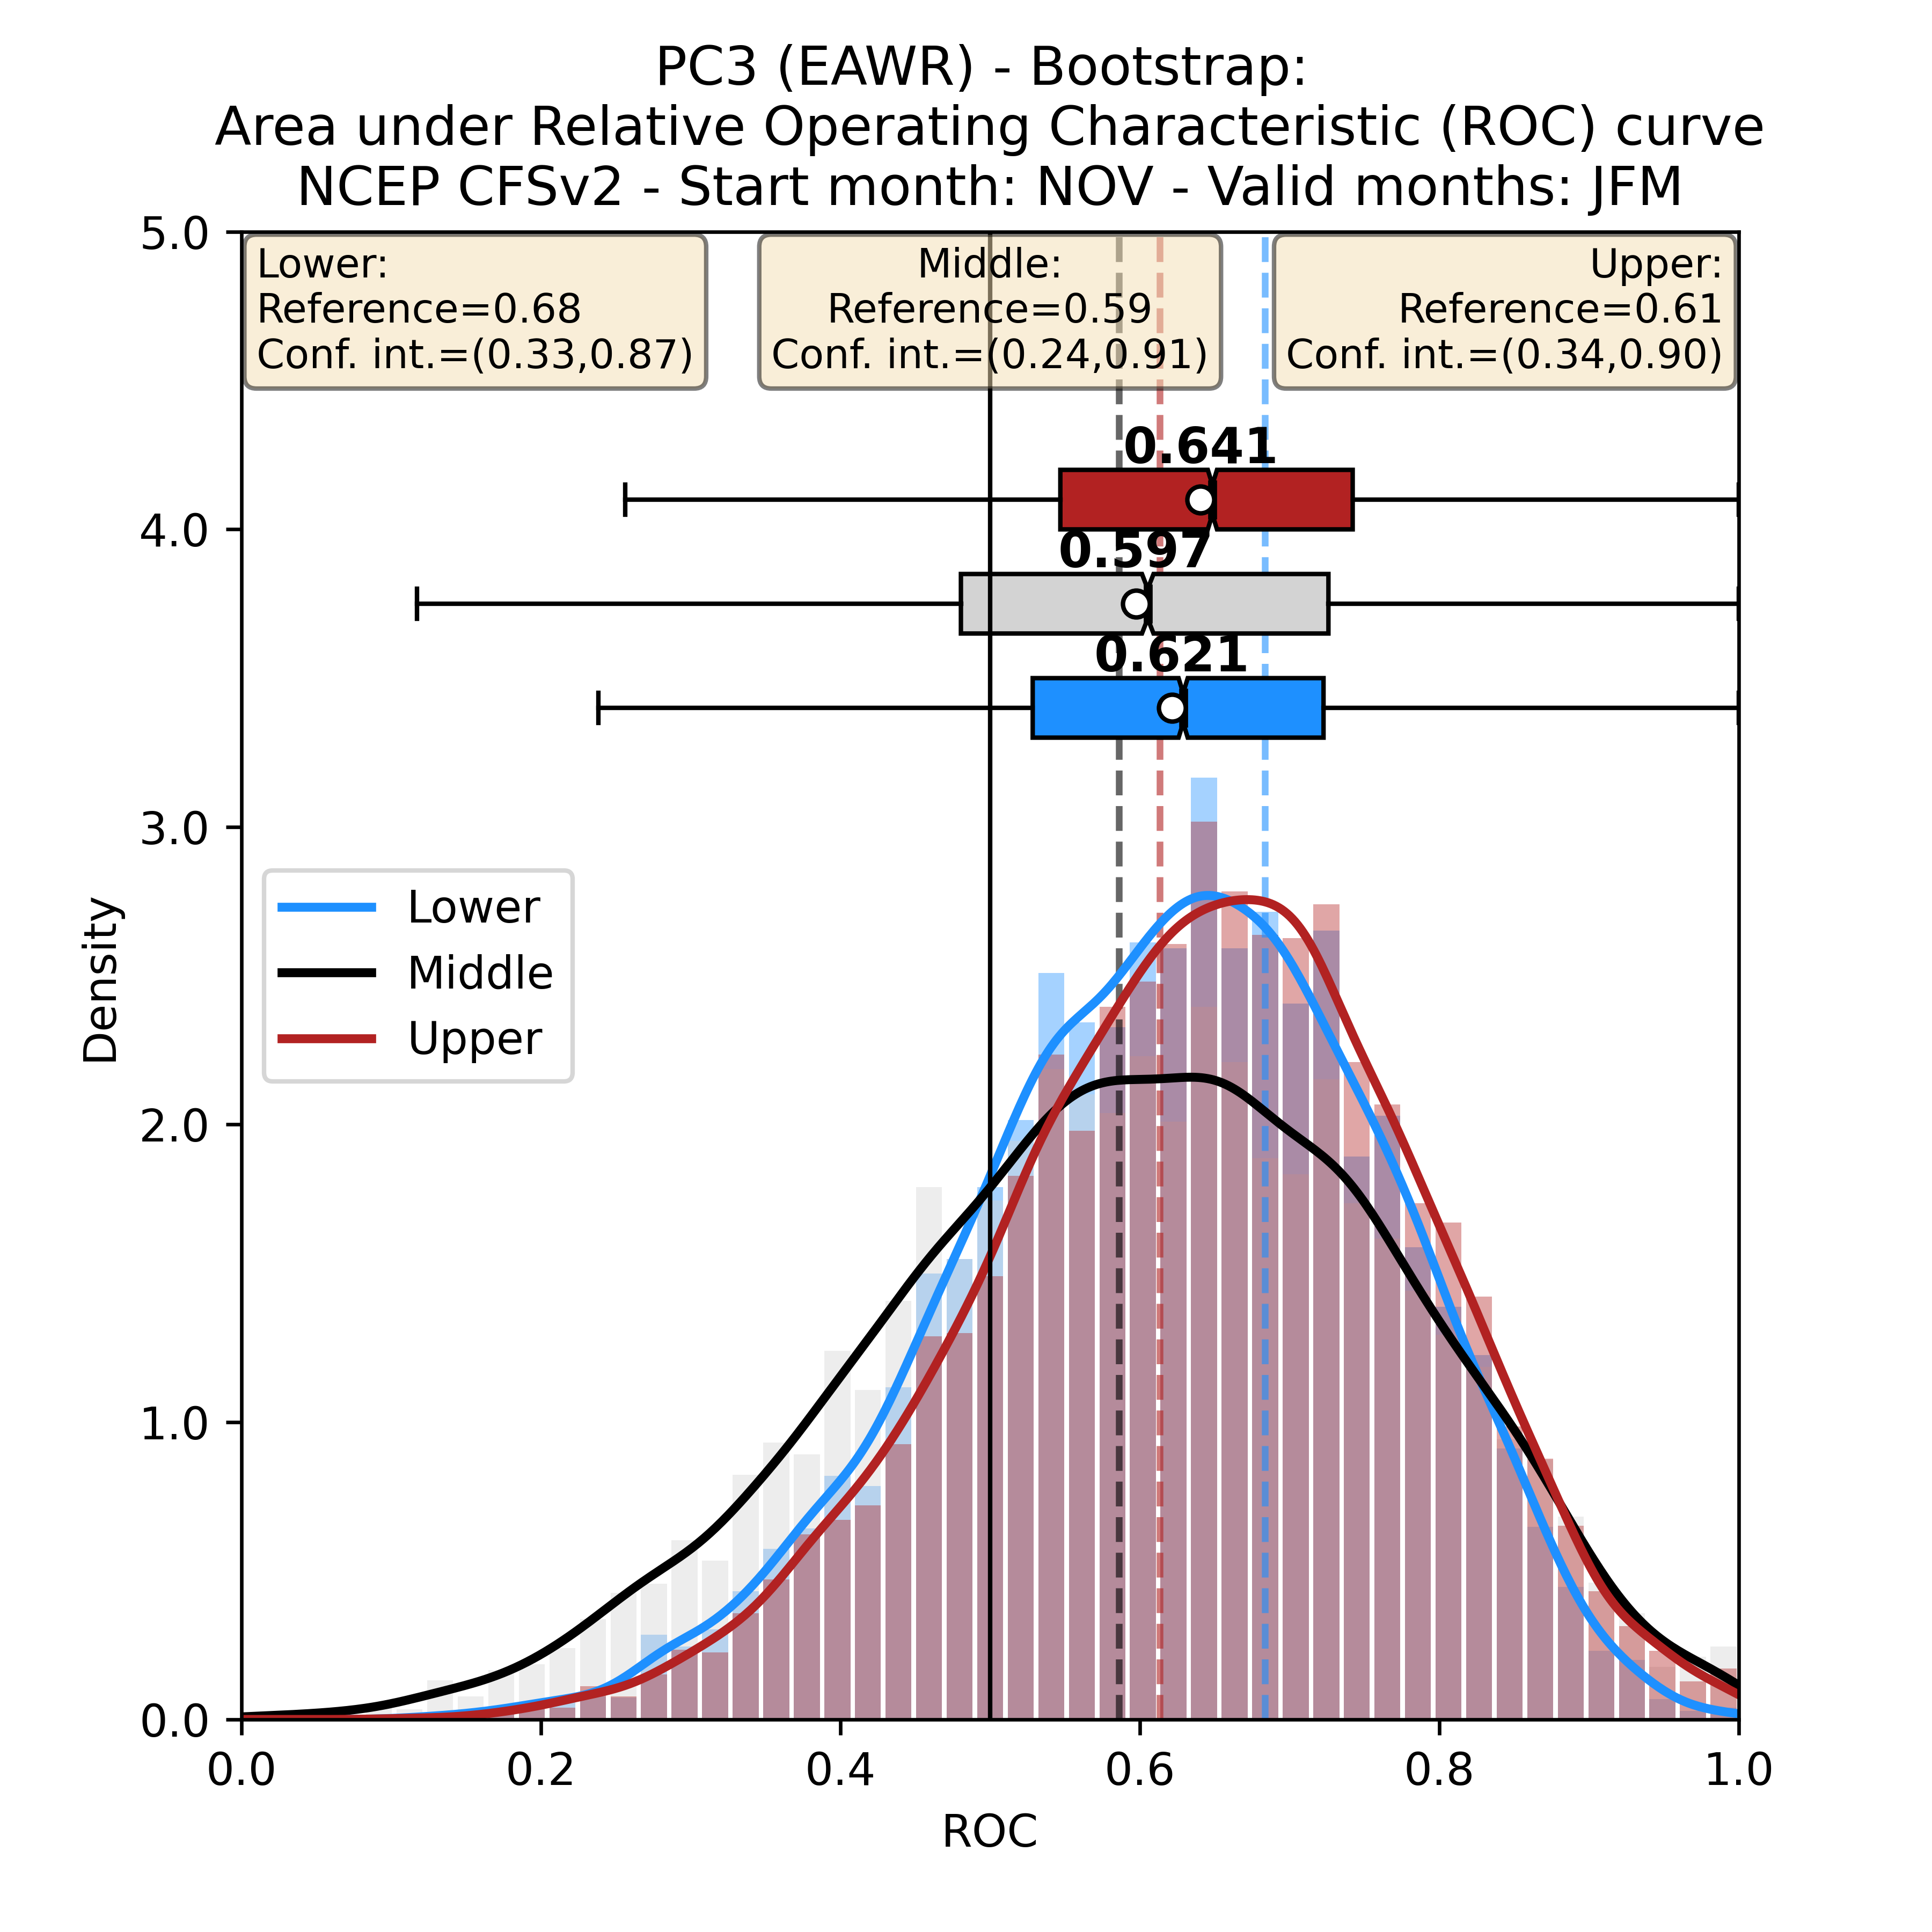 PC3 (EAWR) - Bootstrap:
Area under Relative Operating Characteristic (ROC) curve
NCEP CFSv2 - Start month: NOV - Valid months: JFM
Lower:
Reference=0.68
Conf. int.=(0.33,0.87)
Middle:
Reference=0.59
Conf. int.=(0.24,0.91)
Upper:
Reference=0.61
Conf. int.=(0.34,0.90)
0.641
0.597
0.621
Lower
Middle
Upper
Density
5.0
4.0
3.0
2.0
1.0
0.0
0.0 0.2 0.4 0.6 0.8 1.0
ROC